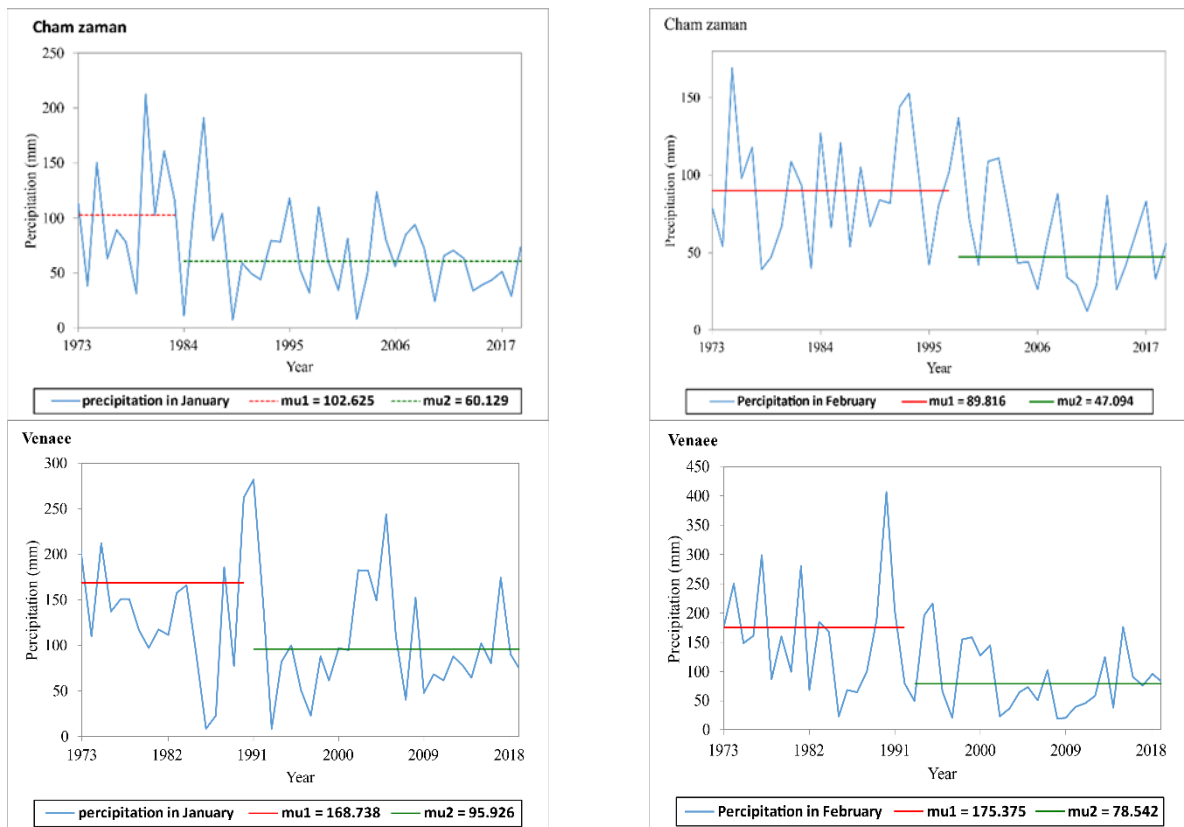 Cham zaman
Percipitation (mm)
250
200
150
100
50
0
1973 1984 1995 2006 2017
Year
precipitation in January mu1 = 102.625 mu2 = 60.129
Cham zaman
Precipitation (mm)
150
100
50
0
1973 1984 1995 2006 2017
Year
Percipitation in February mu1 = 89.816 mu2 = 47.094
Venaee
Percipitation (mm)
300
250
200
150
100
50
0
1973 1982 1991 2000 2009 2018
Year
percipitation in January mu1 = 168.738 mu2 = 95.926
Venaee
Precipitation (mm)
450
400
350
300
250
200
150
100
50
0
1973 1982 1991 2000 2009 2018
Year
Percipitation in February mu1 = 175.375 mu2 = 78.542